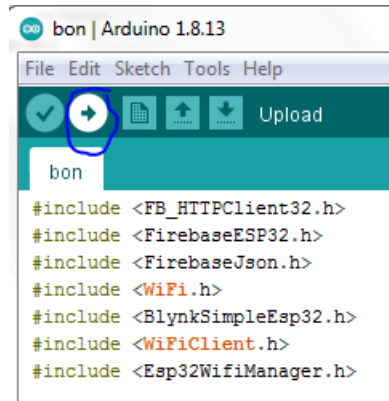 bon | Arduino 1.8.13
File Edit Sketch Tools Help
Upload
bon
#include <FB_HTTPClient32.h>
#include <FirebaseESP32.h>
#include <FirebaseJson.h>
#include <WiFi.h>
#include <BlynkSimpleEsp32.h>
#include <WiFiClient.h>
#include <Esp32WifiManager.h>